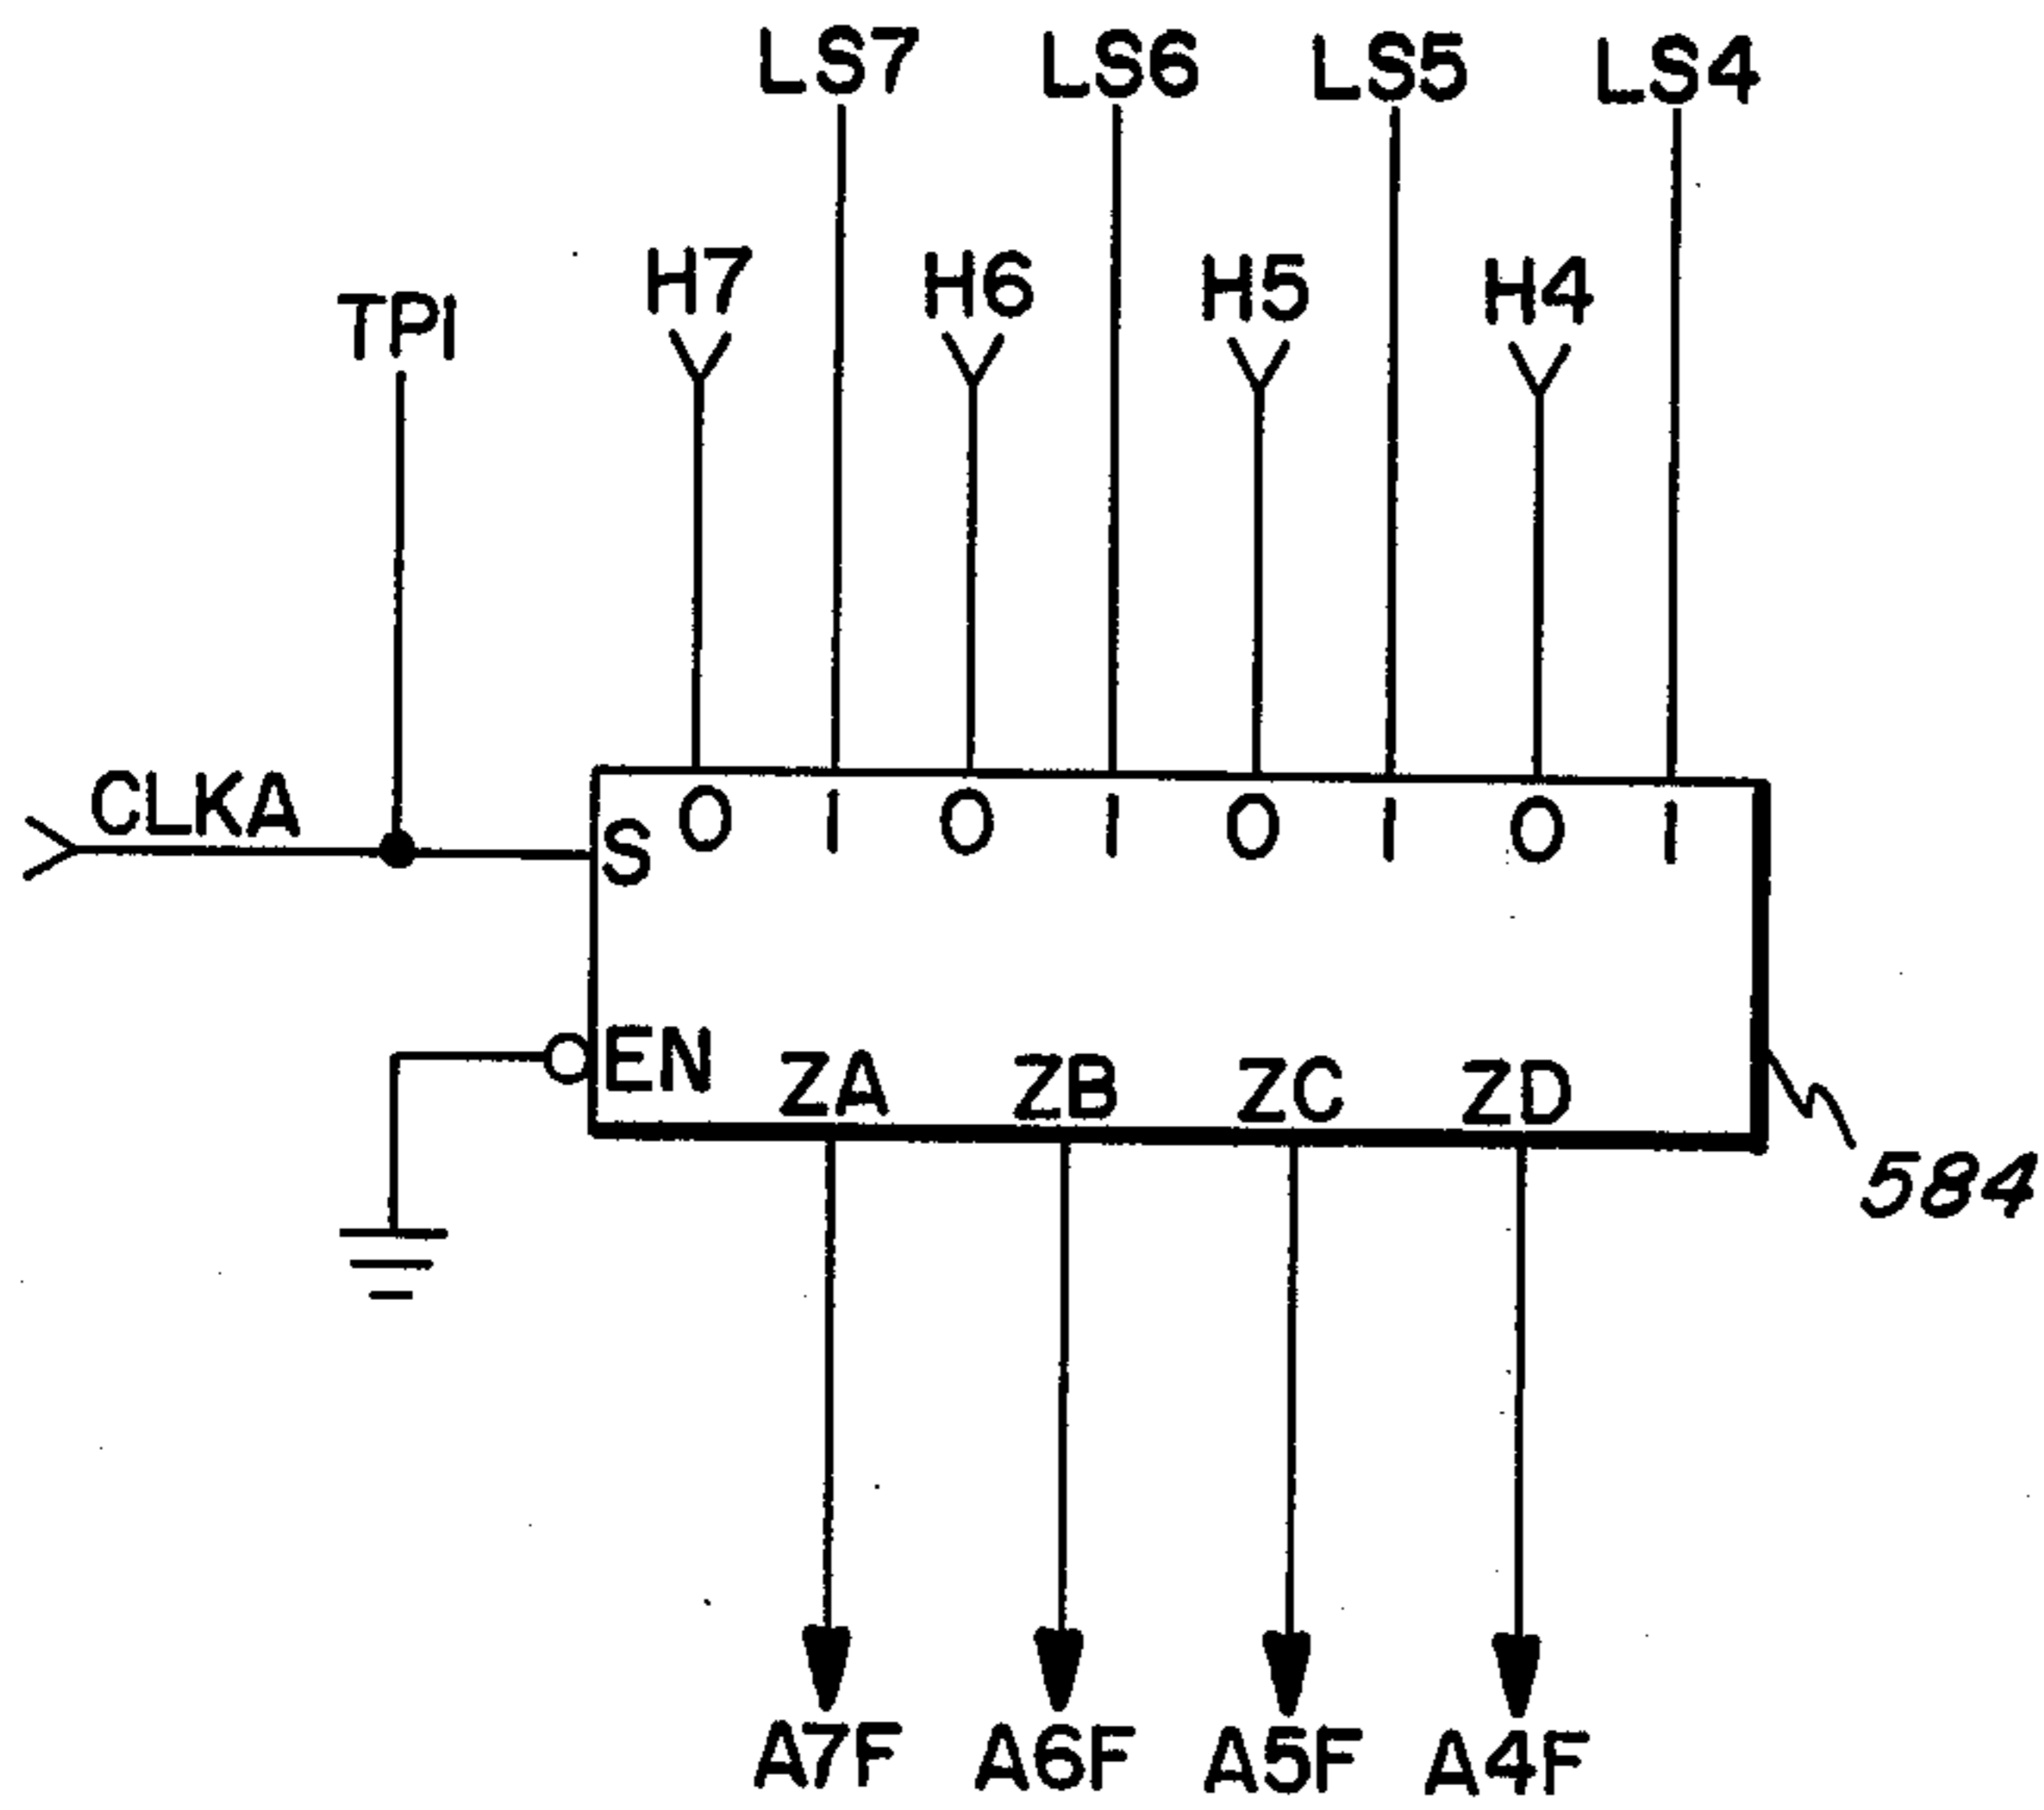 LS7 LS6 LS5 LS4
TP1 H7 H6 H5 H4
CLKA
S 0 1 0 1 0 1 0 1
EN ZA ZB ZC ZD
584
A7F A6F A5F A4F